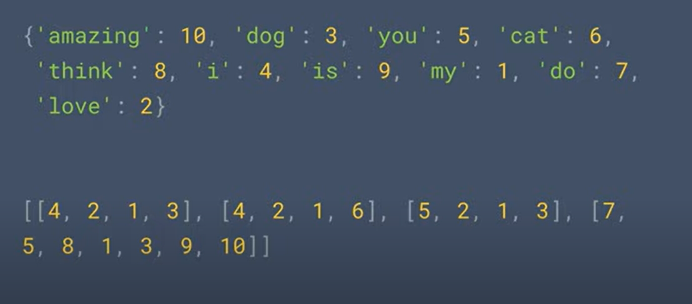 {'amazing': 10, 'dog': 3, 'you': 5, 'cat': 6,
'think': 8, 'i': 4, 'is': 9, 'my': 1, 'do': 7,
'love': 2}
[[4, 2, 1, 3], [4, 2, 1, 6], [5, 2, 1, 3], [7,
5, 8, 1, 3, 9, 10]]